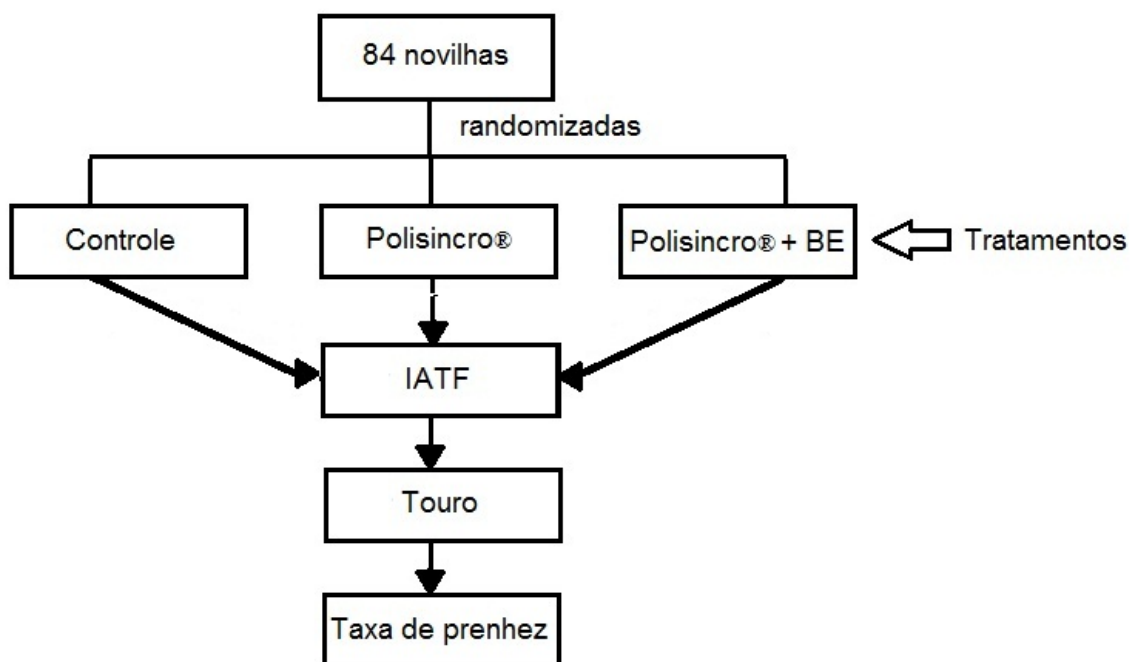 84 novilhas
randomizadas
Controle
Polisincro®
Polisincro® + BE
Tratamentos
IATF
Touro
Taxa de prenhez